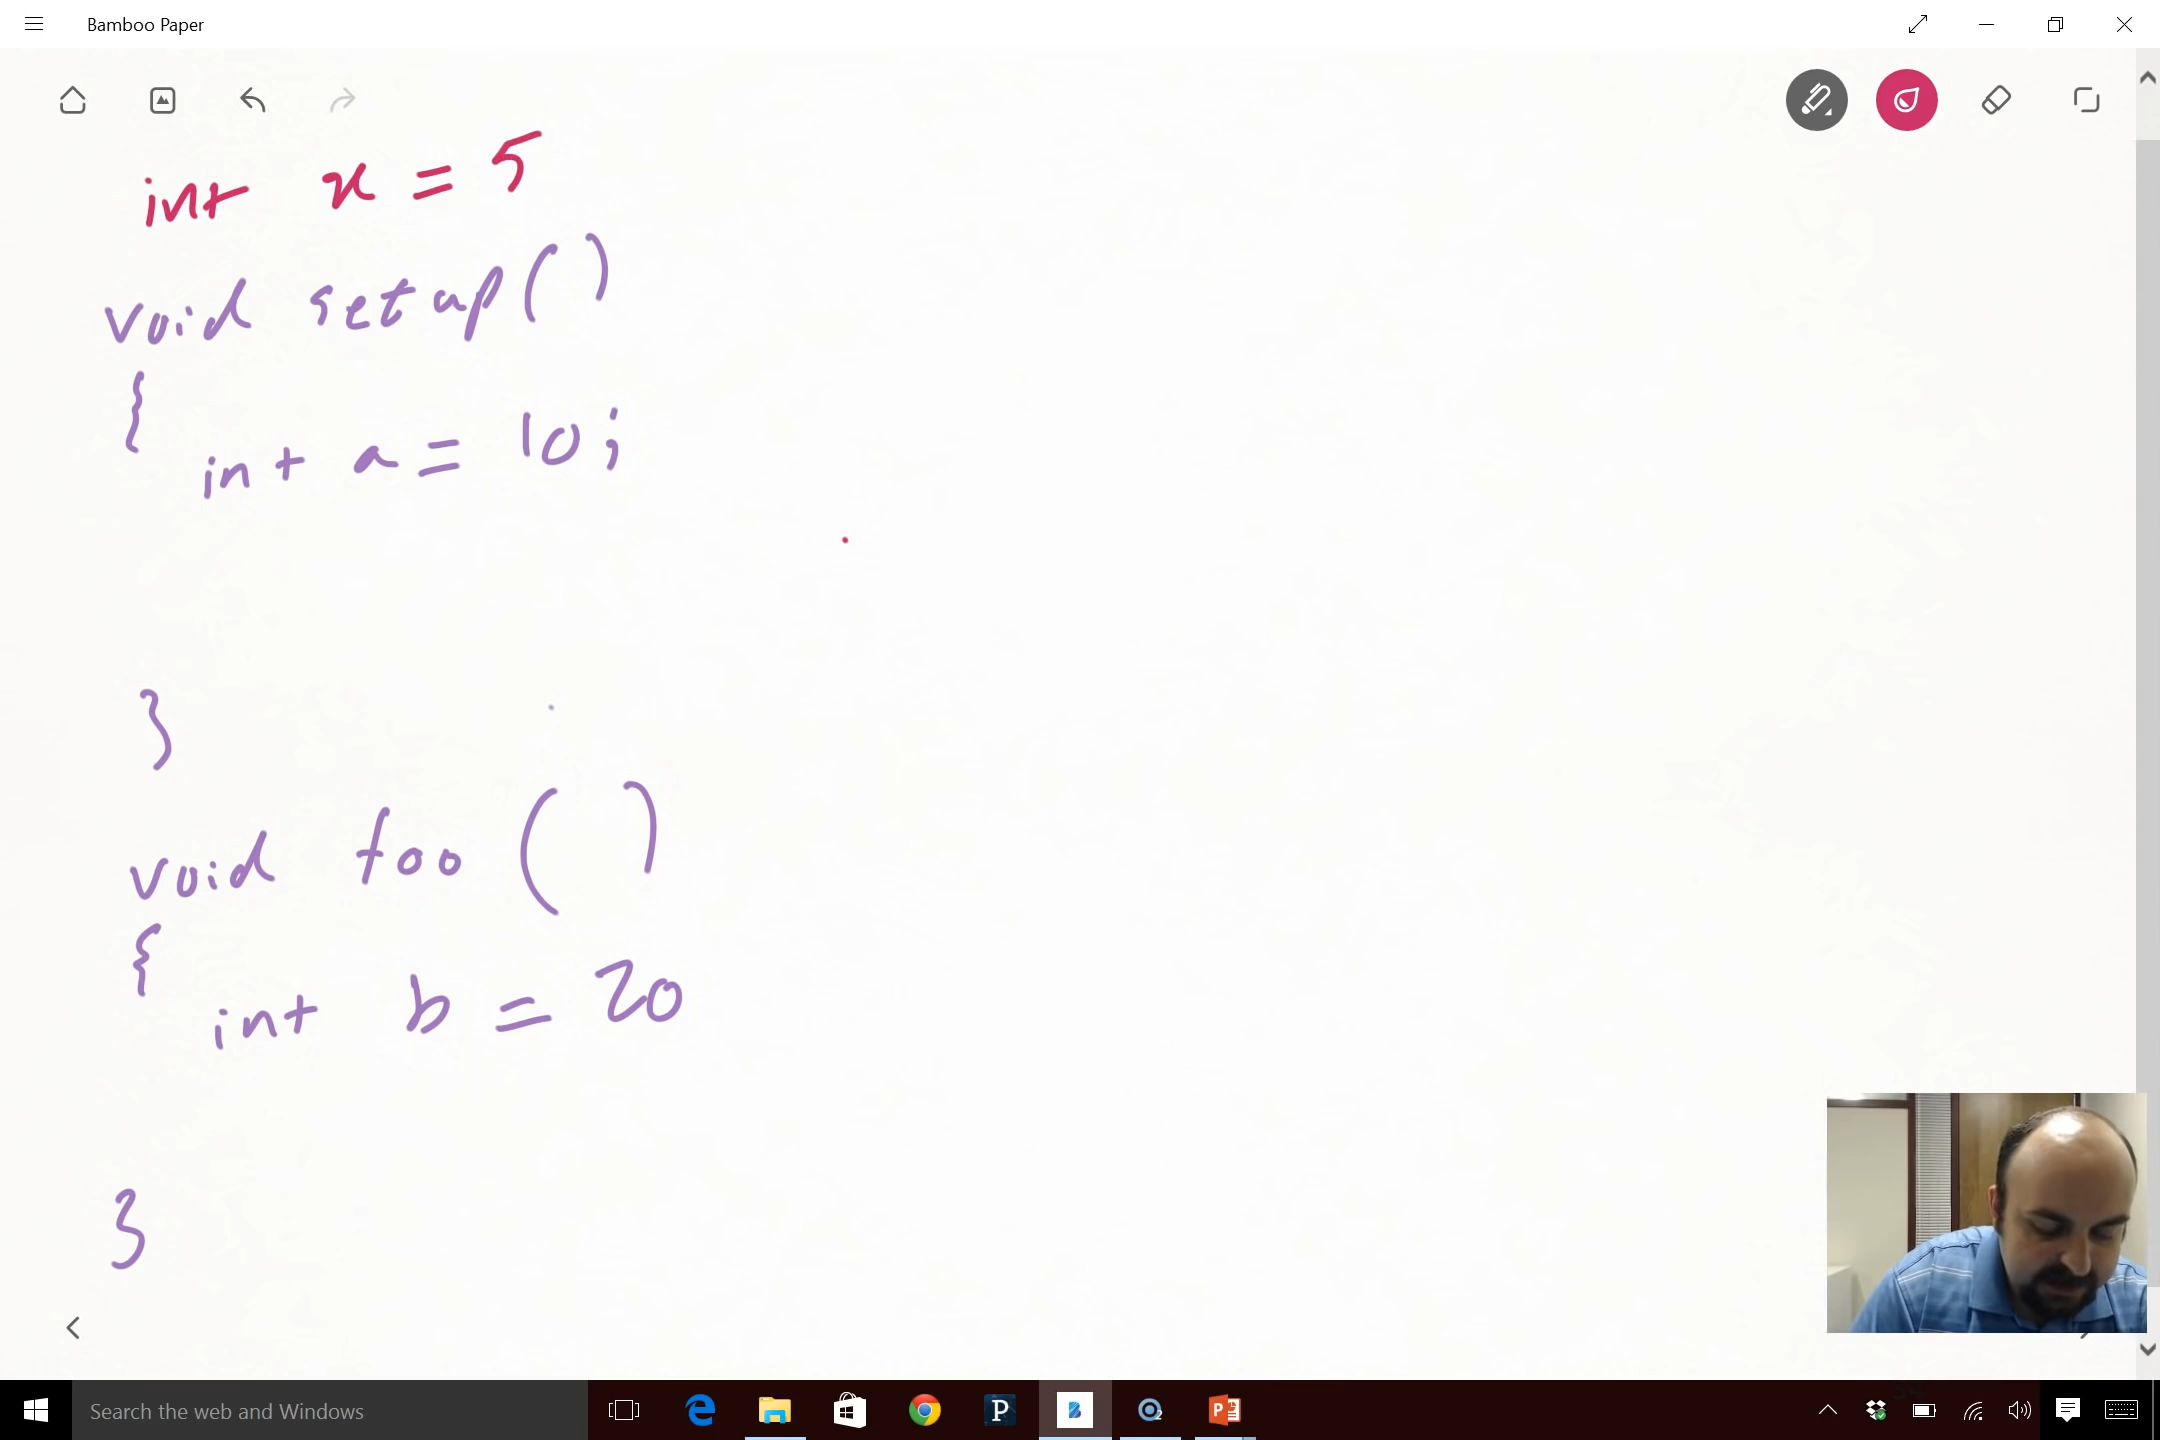 Bamboo Paper
int x = 5
void setup()
{
int a = 10;
}
void foo ( )
{
int b = 20
}
Search the web and Windows